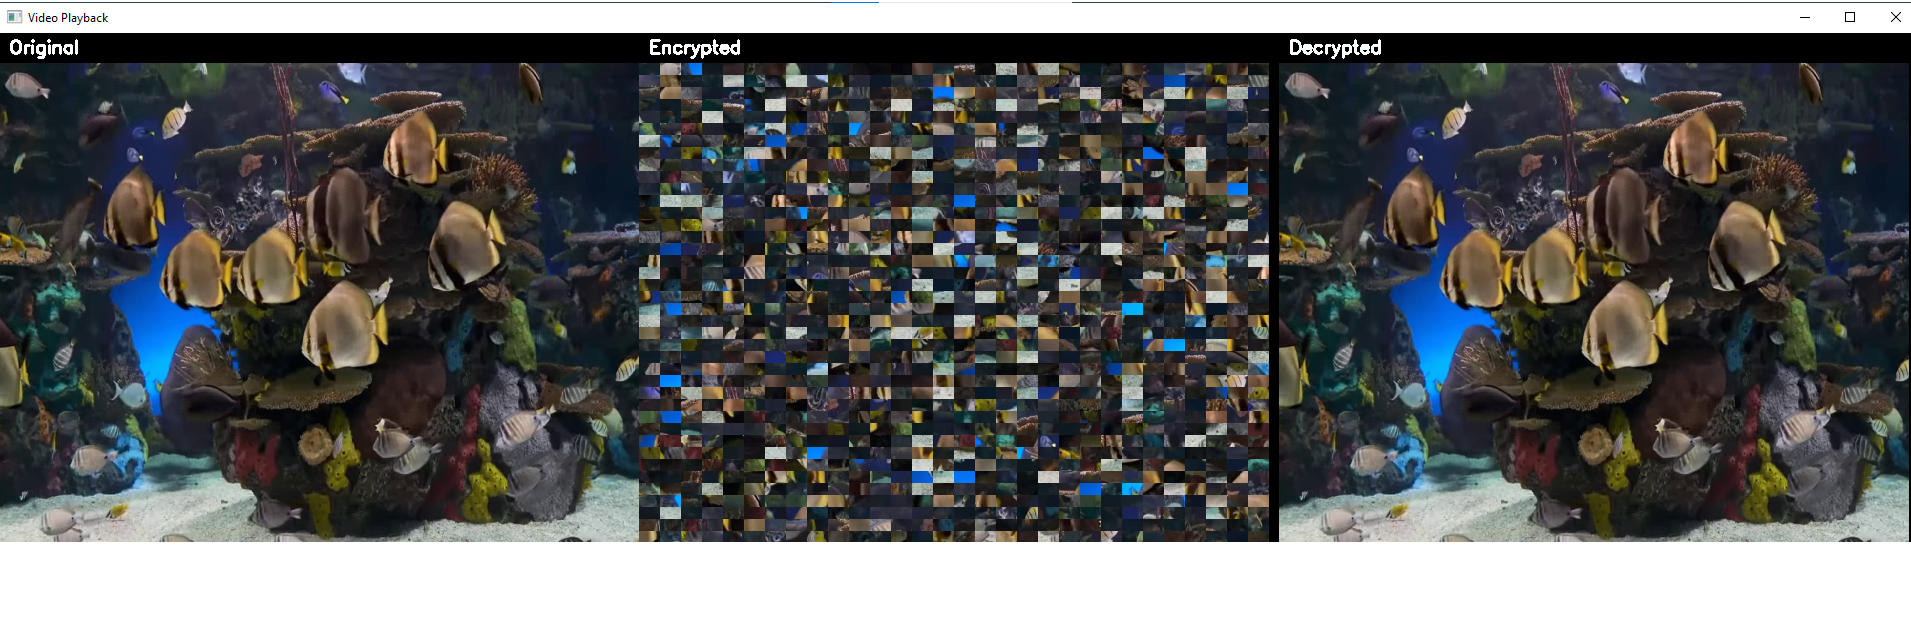 Video Playback
Original
Encrypted
Decrypted